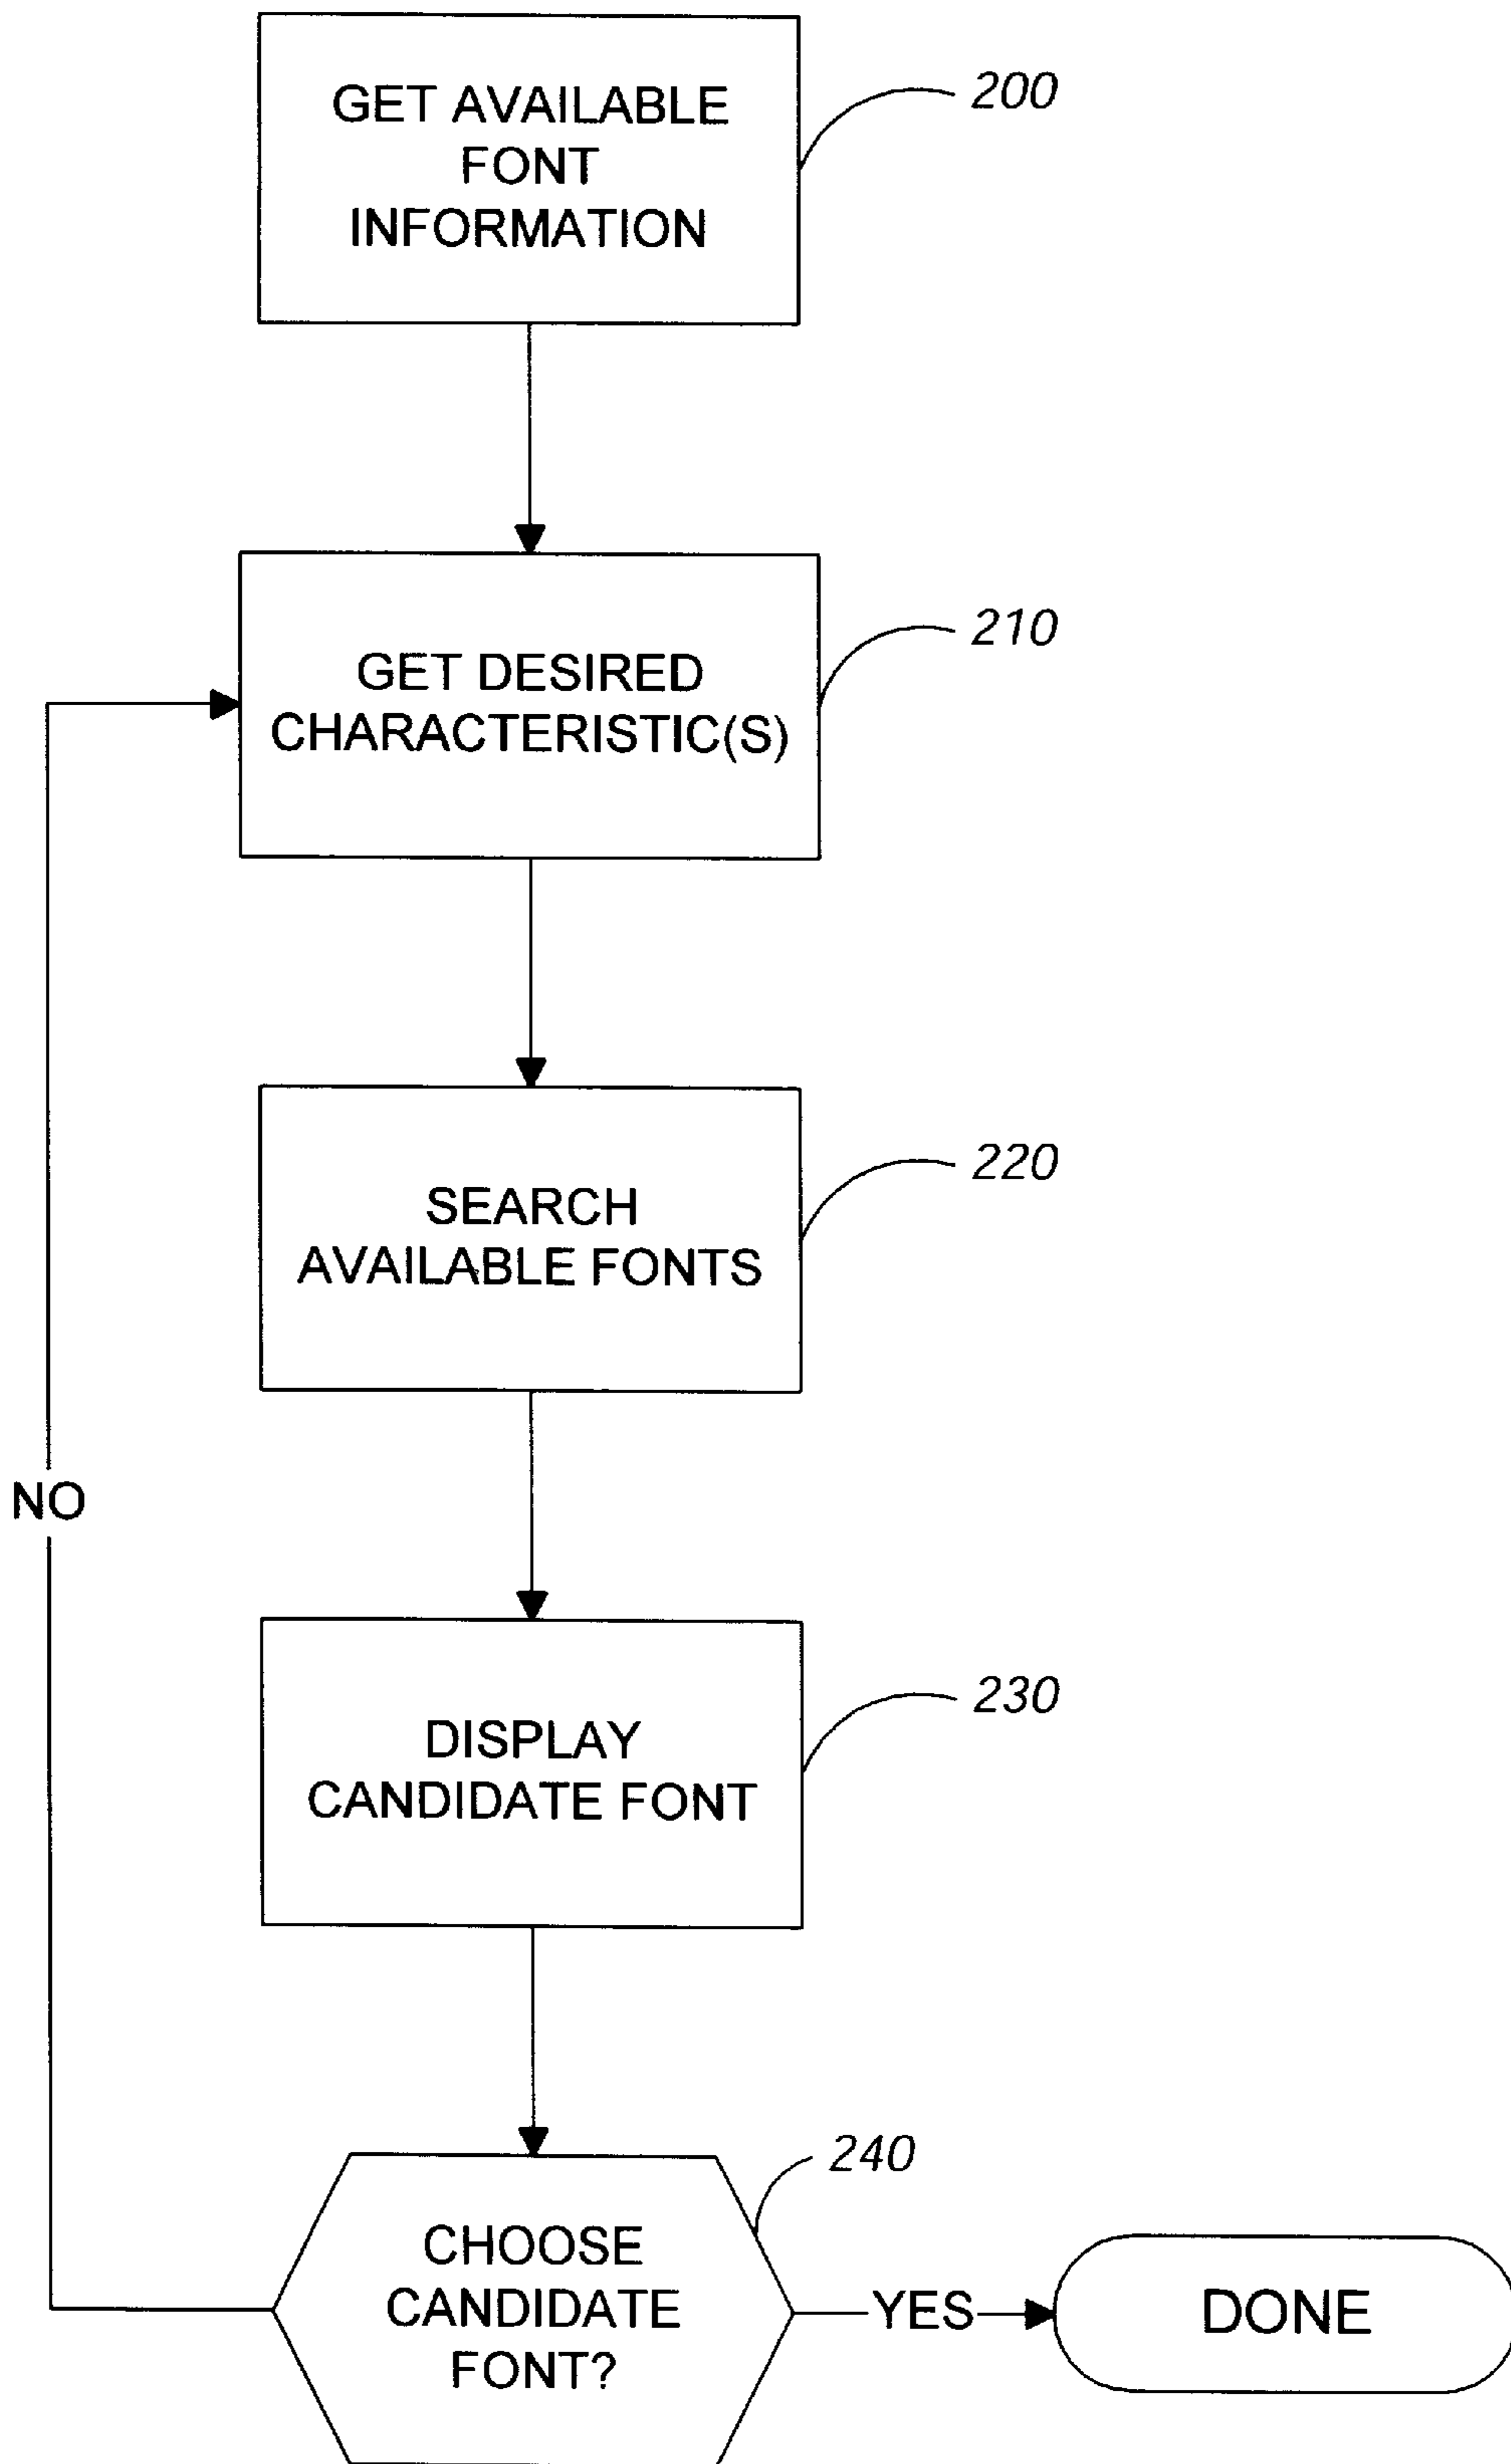 GET AVAILABLE
FONT
INFORMATION
200
GET DESIRED
CHARACTERISTIC(S)
210
SEARCH
AVAILABLE FONTS
220
NO
DISPLAY
CANDIDATE FONT
230
CHOOSE
CANDIDATE
FONT?
240
YES
DONE